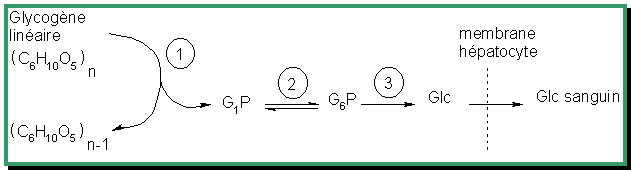 Glycogène
linéaire
(C6H10O5)n
1
membrane
hépatocyte
2
3
G1P
G6P
Glc
Glc sanguin
(C6H10O5)n-1